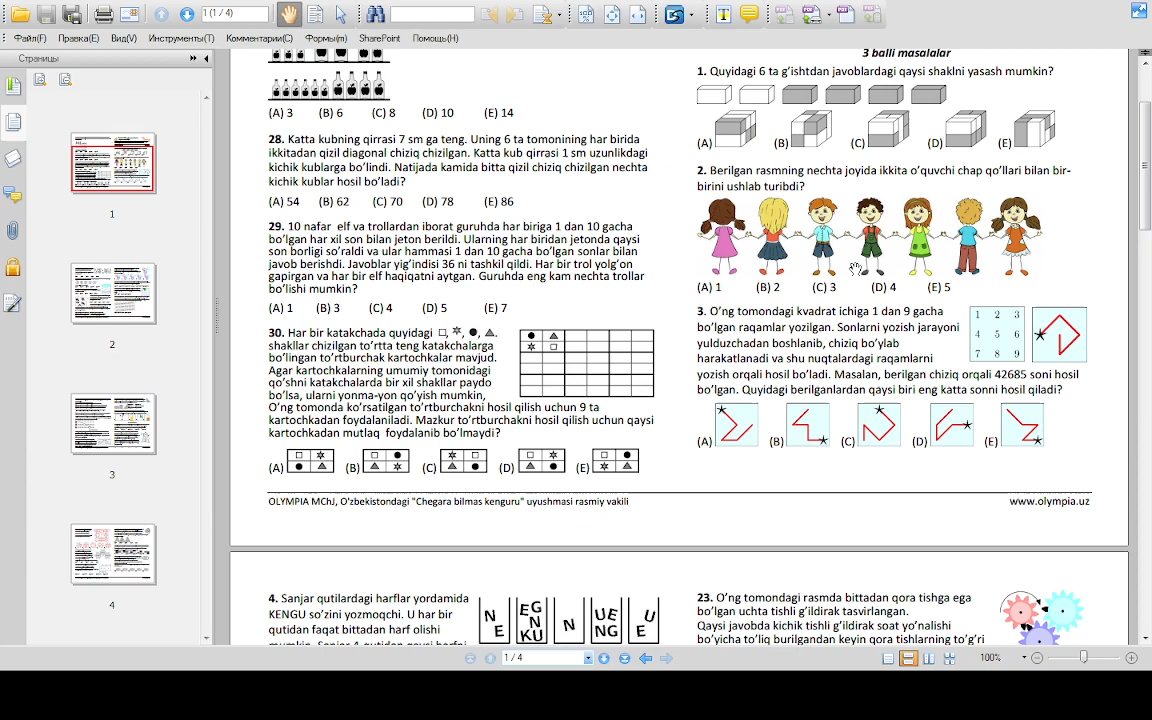 1 (1 / 4)
Файл(F) Правка(E) Вид(V) Инструменты(T) Комментарии(C) Формы(m) SharePoint Помощь(H)
Страницы
1
2
3
4
(A) 3 (B) 6 (C) 8 (D) 10 (E) 14
28. Katta kubning qirrasi 7 sm ga teng. Uning 6 ta tomonining har birida
ikkitadan qizil diagonal chiziq chizilgan. Katta kub qirrasi 1 sm uzunlikdagi
kichik kublarga bo‘lindi. Natijada kamida bitta qizil chiziq chizilgan nechta
kichik kublar hosil bo‘ladi?
(A) 54 (B) 62 (C) 70 (D) 78 (E) 86
29. 10 nafar elf va trollardan iborat guruhda har biriga 1 dan 10 gacha
bo‘lgan har xil son bilan jeton berildi. Ularning har biridan jetonda qaysi
son borligi so‘raldi va ular hammasi 1 dan 10 gacha bo‘lgan sonlar bilan
javob berishdi. Javoblar yig‘indisi 36 ni tashkil qildi. Har bir trol yolg‘on
gapirgan va har bir elf haqiqatni aytgan. Guruhda eng kam nechta trollar
bo‘lishi mumkin?
(A) 1 (B) 3 (C) 4 (D) 5 (E) 7
30. Har bir katakchada quyidagi □, ✶, ●, ▲.
shakllar chizilgan to‘rtta teng katakchalarga
bo‘lingan to‘rtburchak kartochkalar mavjud.
Agar kartochkalarning umumiy tomonidagi
qo‘shni katakchalarda bir xil shakllar paydo
bo‘lsa, ularni yonma-yon qo‘yish mumkin,
O‘ng tomonda ko‘rsatilgan to‘rtburchakni hosil qilish uchun 9 ta
kartochkadan foydalaniladi. Mazkur to‘rtburchakni hosil qilish uchun qaysi
kartochkadan mutlaq foydalanib bo‘lmaydi?
(A) (B) (C) (D) (E)
3 balli masalalar
1. Quyidagi 6 ta g‘ishtdan javoblardagi qaysi shaklni yasash mumkin?
(A) (B) (C) (D) (E)
2. Berilgan rasmning nechta joyida ikkita o‘quvchi chap qo‘llari bilan bir-
birini ushlab turibdi?
(A) 1 (B) 2 (C) 3 (D) 4 (E) 5
3. O‘ng tomondagi kvadrat ichiga 1 dan 9 gacha
bo‘lgan raqamlar yozilgan. Sonlarni yozish jarayoni
yulduzchadan boshlanib, chiziq bo‘ylab
harakatlanadi va shu nuqtalardagi raqamlarni
yozish orqali hosil bo‘ladi. Masalan, berilgan chiziq orqali 42685 soni hosil
bo‘lgan. Quyidagi berilganlardan qaysi biri eng katta sonni hosil qiladi?
1 2 3
4 5 6
7 8 9
(A) (B) (C) (D) (E)
OLYMPIA MChJ, O‘zbekistondagi "Chegara bilmas kenguru" uyushmasi rasmiy vakili
www.olympia.uz
4. Sanjar qutilardagi harflar yordamida
KENGU so‘zini yozmoqchi. U har bir
qutidan faqat bittadan harf olishi
N E
EG N KU
N
UE NG
U E
23. O‘ng tomondagi rasmda bittadan qora tishga ega
bo‘lgan uchta tishli g‘ildirak tasvirlangan.
Qaysi javobda kichik tishli g‘ildirak soat yo‘nalishi
bo‘yicha to‘liq burilgandan keyin qora tishlarning to‘g‘ri
1 / 4
100%